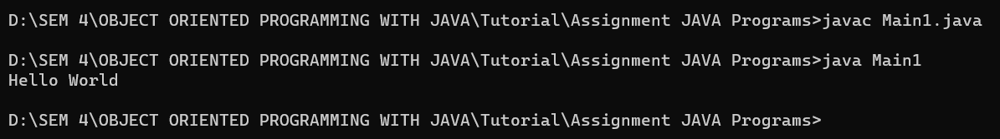 D:\SEM 4\OBJECT ORIENTED PROGRAMMING WITH JAVA\Tutorial\Assignment JAVA Programs>javac Main1.java
D:\SEM 4\OBJECT ORIENTED PROGRAMMING WITH JAVA\Tutorial\Assignment JAVA Programs>java Main1
Hello World
D:\SEM 4\OBJECT ORIENTED PROGRAMMING WITH JAVA\Tutorial\Assignment JAVA Programs>